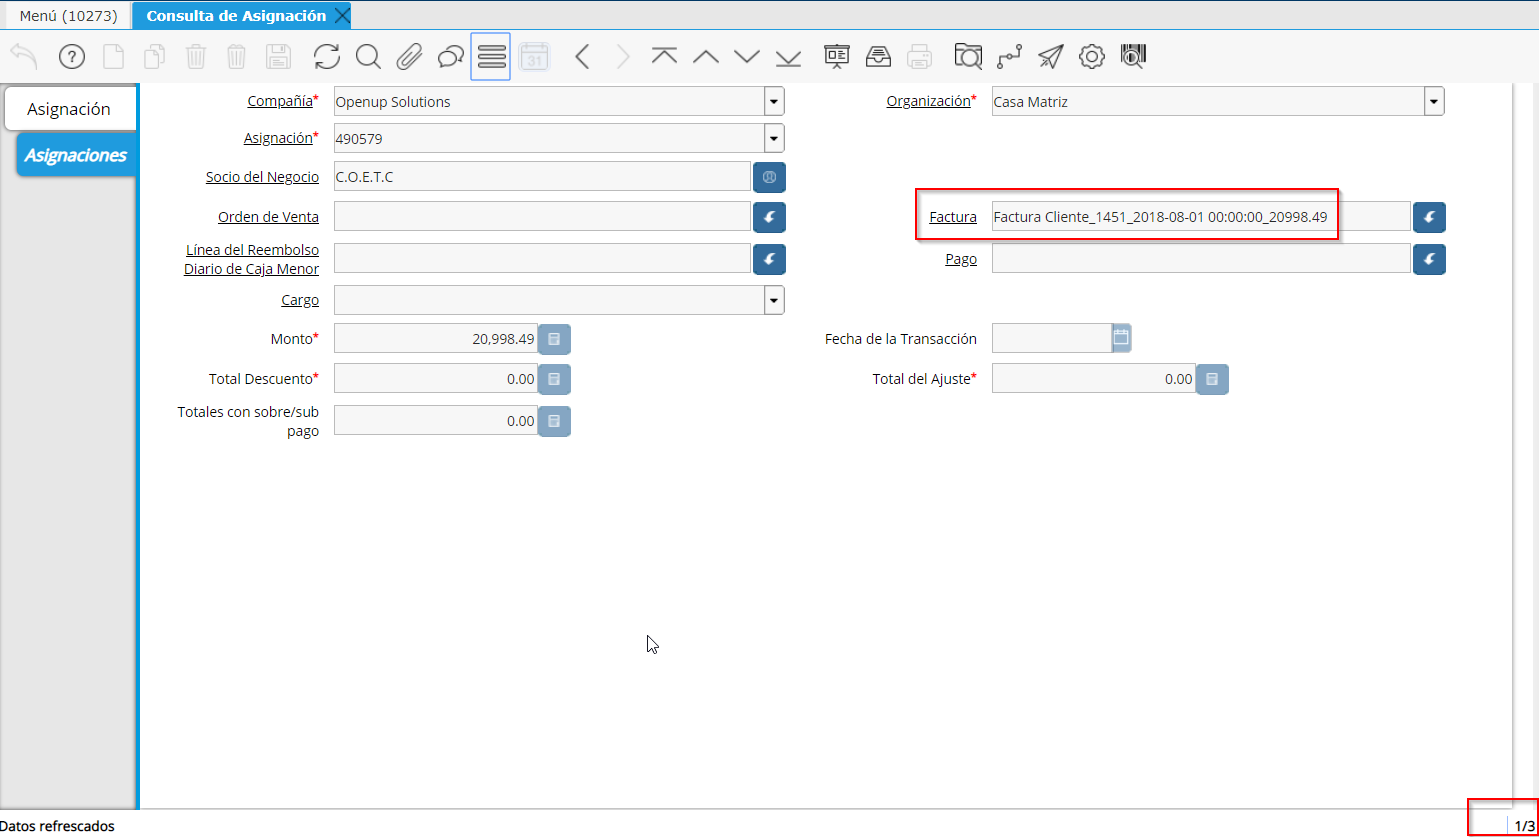 Menú (10273)
Consulta de Asignación
?
31
Asignación
Asignaciones
Compañía* Openup Solutions
Organización* Casa Matriz
Asignación* 490579
Socio del Negocio C.O.E.T.C
Orden de Venta
Factura Factura Cliente_1451_2018-08-01 00:00:00_20998.49
Línea del Reembolso
Diario de Caja Menor
Pago
Cargo
Monto* 20,998.49
Fecha de la Transacción
Total Descuento* 0.00
Total del Ajuste* 0.00
Totales con sobre/sub
pago
0.00
Datos refrescados
1/3